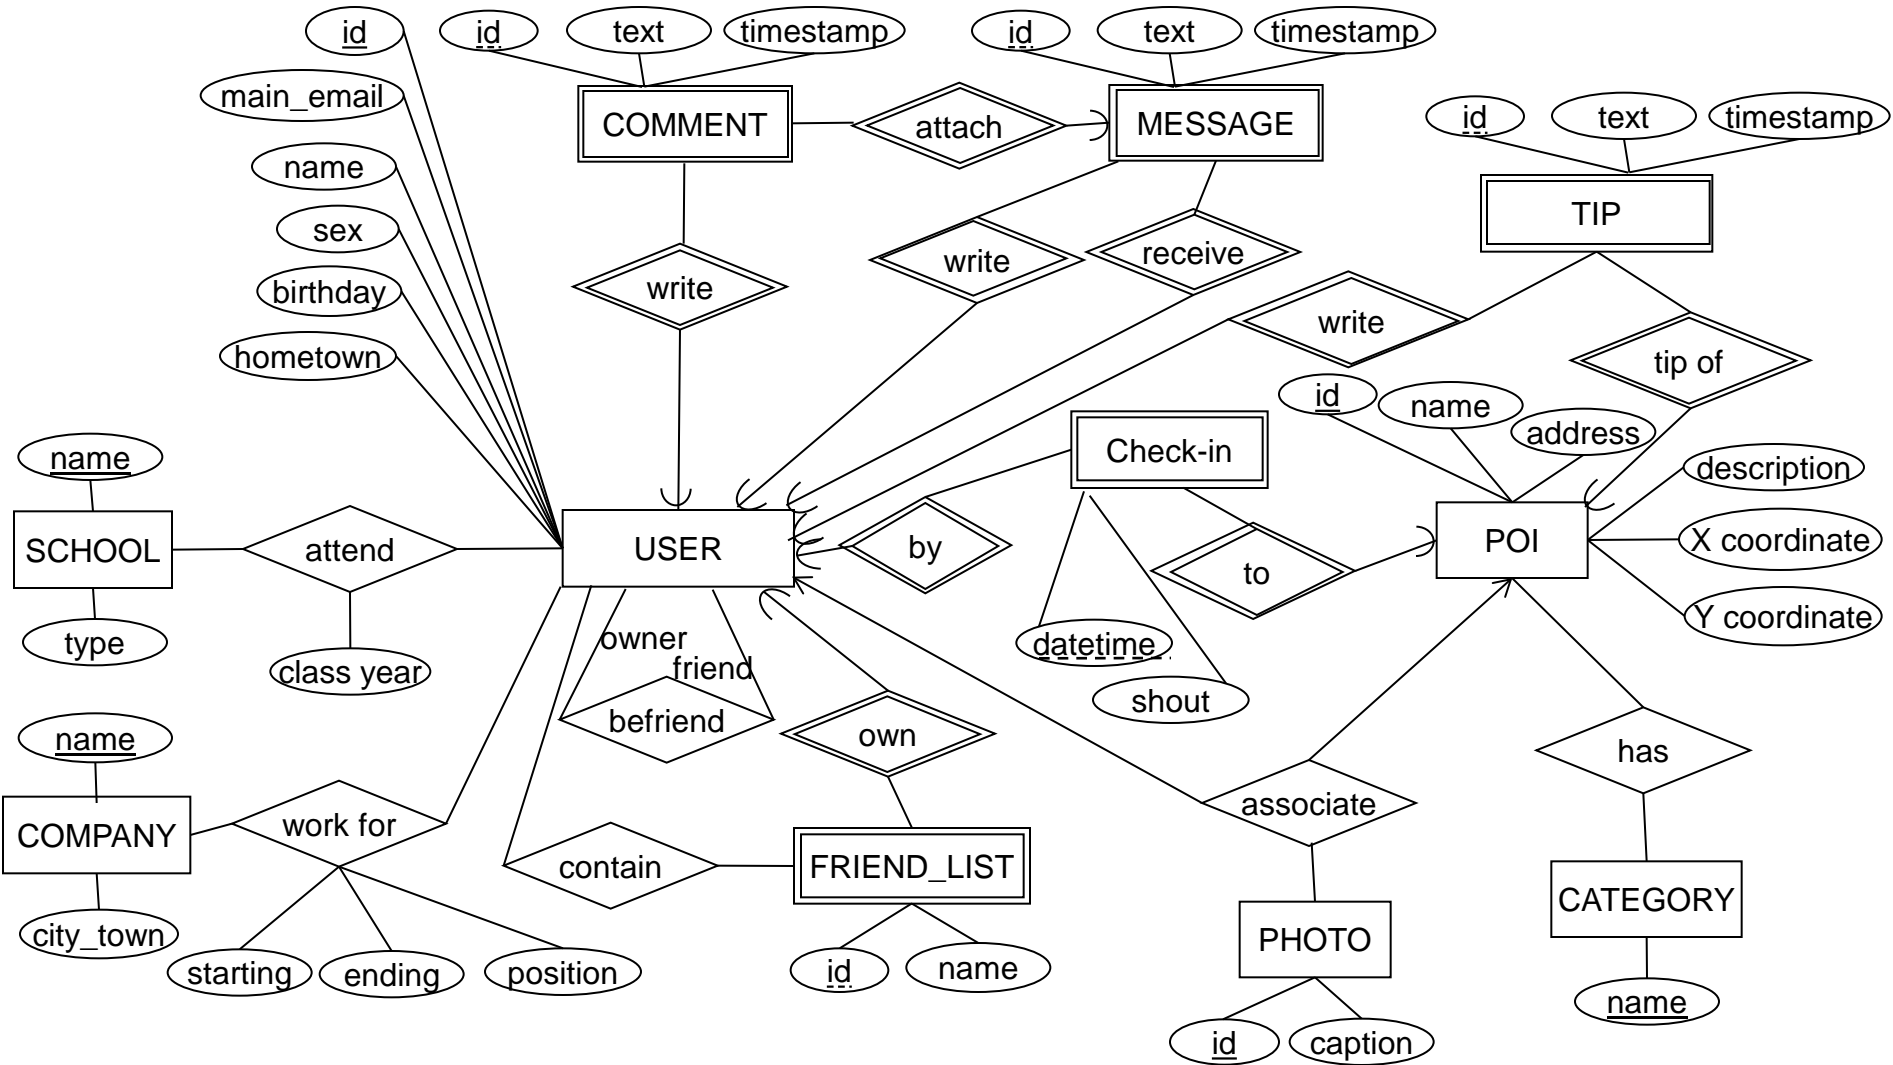 id
id
text
timestamp
id
text
timestamp
main_email
COMMENT
attach
MESSAGE
id
text
timestamp
name
TIP
sex
write
write
receive
birthday
write
hometown
tip of
id
name
address
name
Check-in
description
SCHOOL
attend
USER
by
to
POI
X coordinate
type
class year
owner
friend
datetime
Y coordinate
shout
name
befriend
own
has
COMPANY
work for
associate
contain
FRIEND_LIST
CATEGORY
city_town
starting
ending
position
id
name
PHOTO
name
id
caption